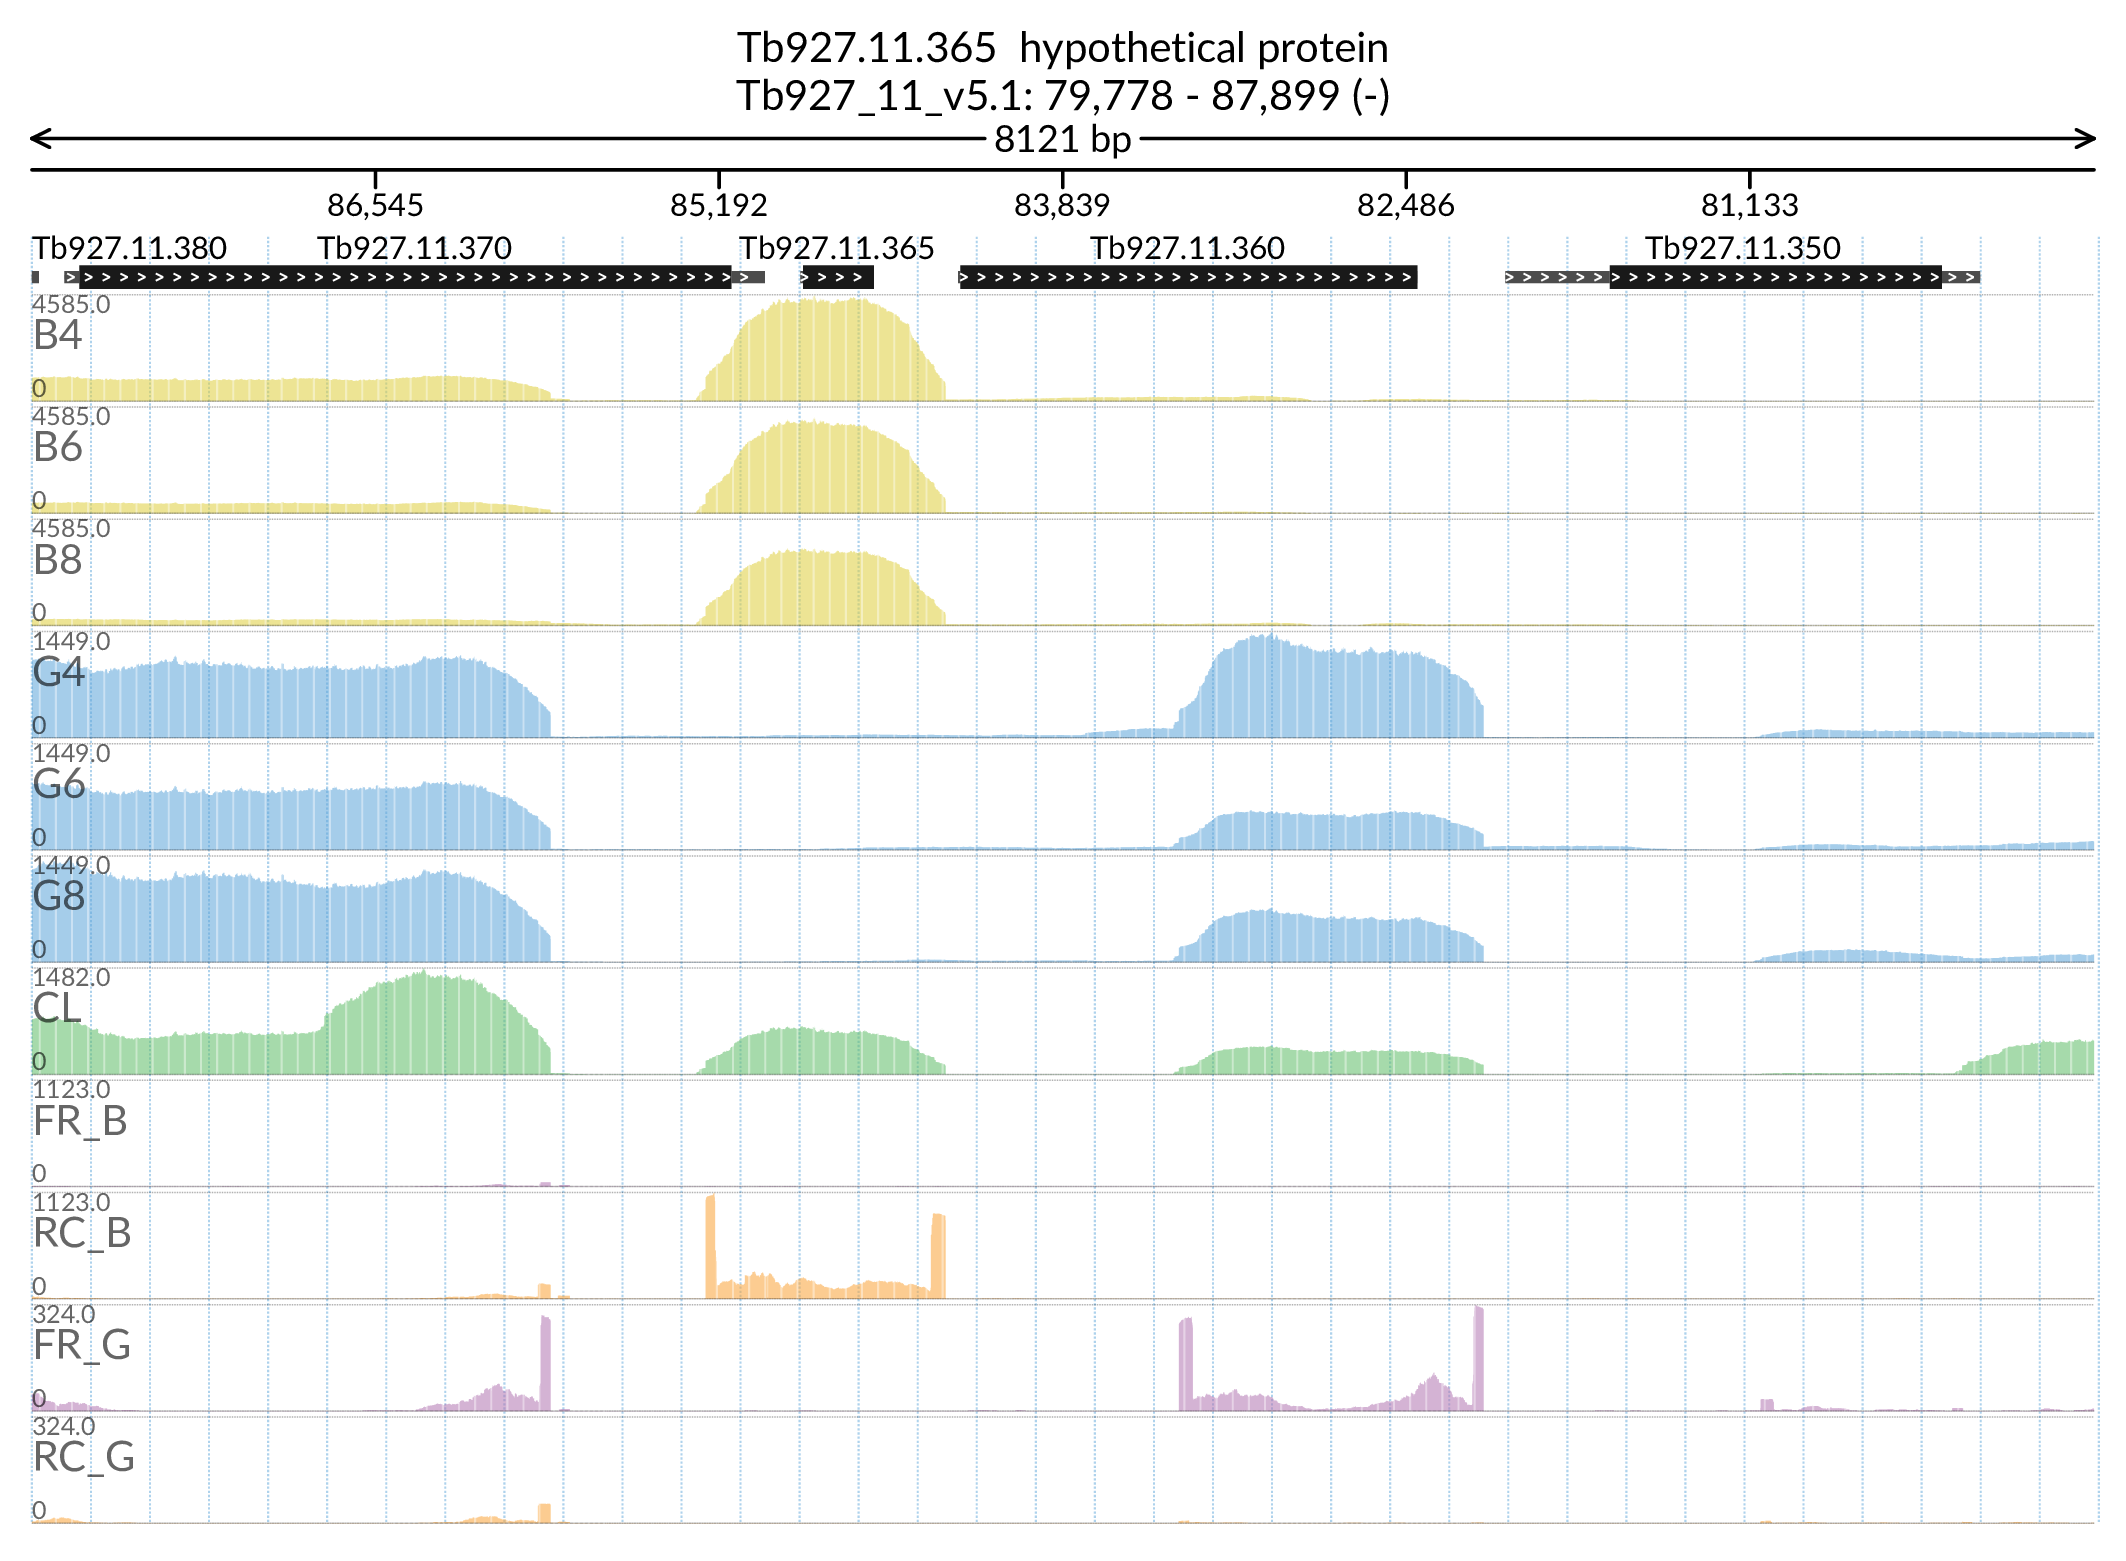 Tb927.11.365  hypothetical protein
Tb927_11_v5.1: 79,778 - 87,899 (-)
8121 bp
86,545 85,192 83,839 82,486 81,133
Tb927.11.380 Tb927.11.370 Tb927.11.365 Tb927.11.360 Tb927.11.350
4585.0
B4
0
4585.0
B6
0
4585.0
B8
0
1449.0
G4
0
1449.0
G6
0
1449.0
G8
0
1482.0
CL
0
1123.0
FR_B
0
1123.0
RC_B
0
324.0
FR_G
0
324.0
RC_G
0